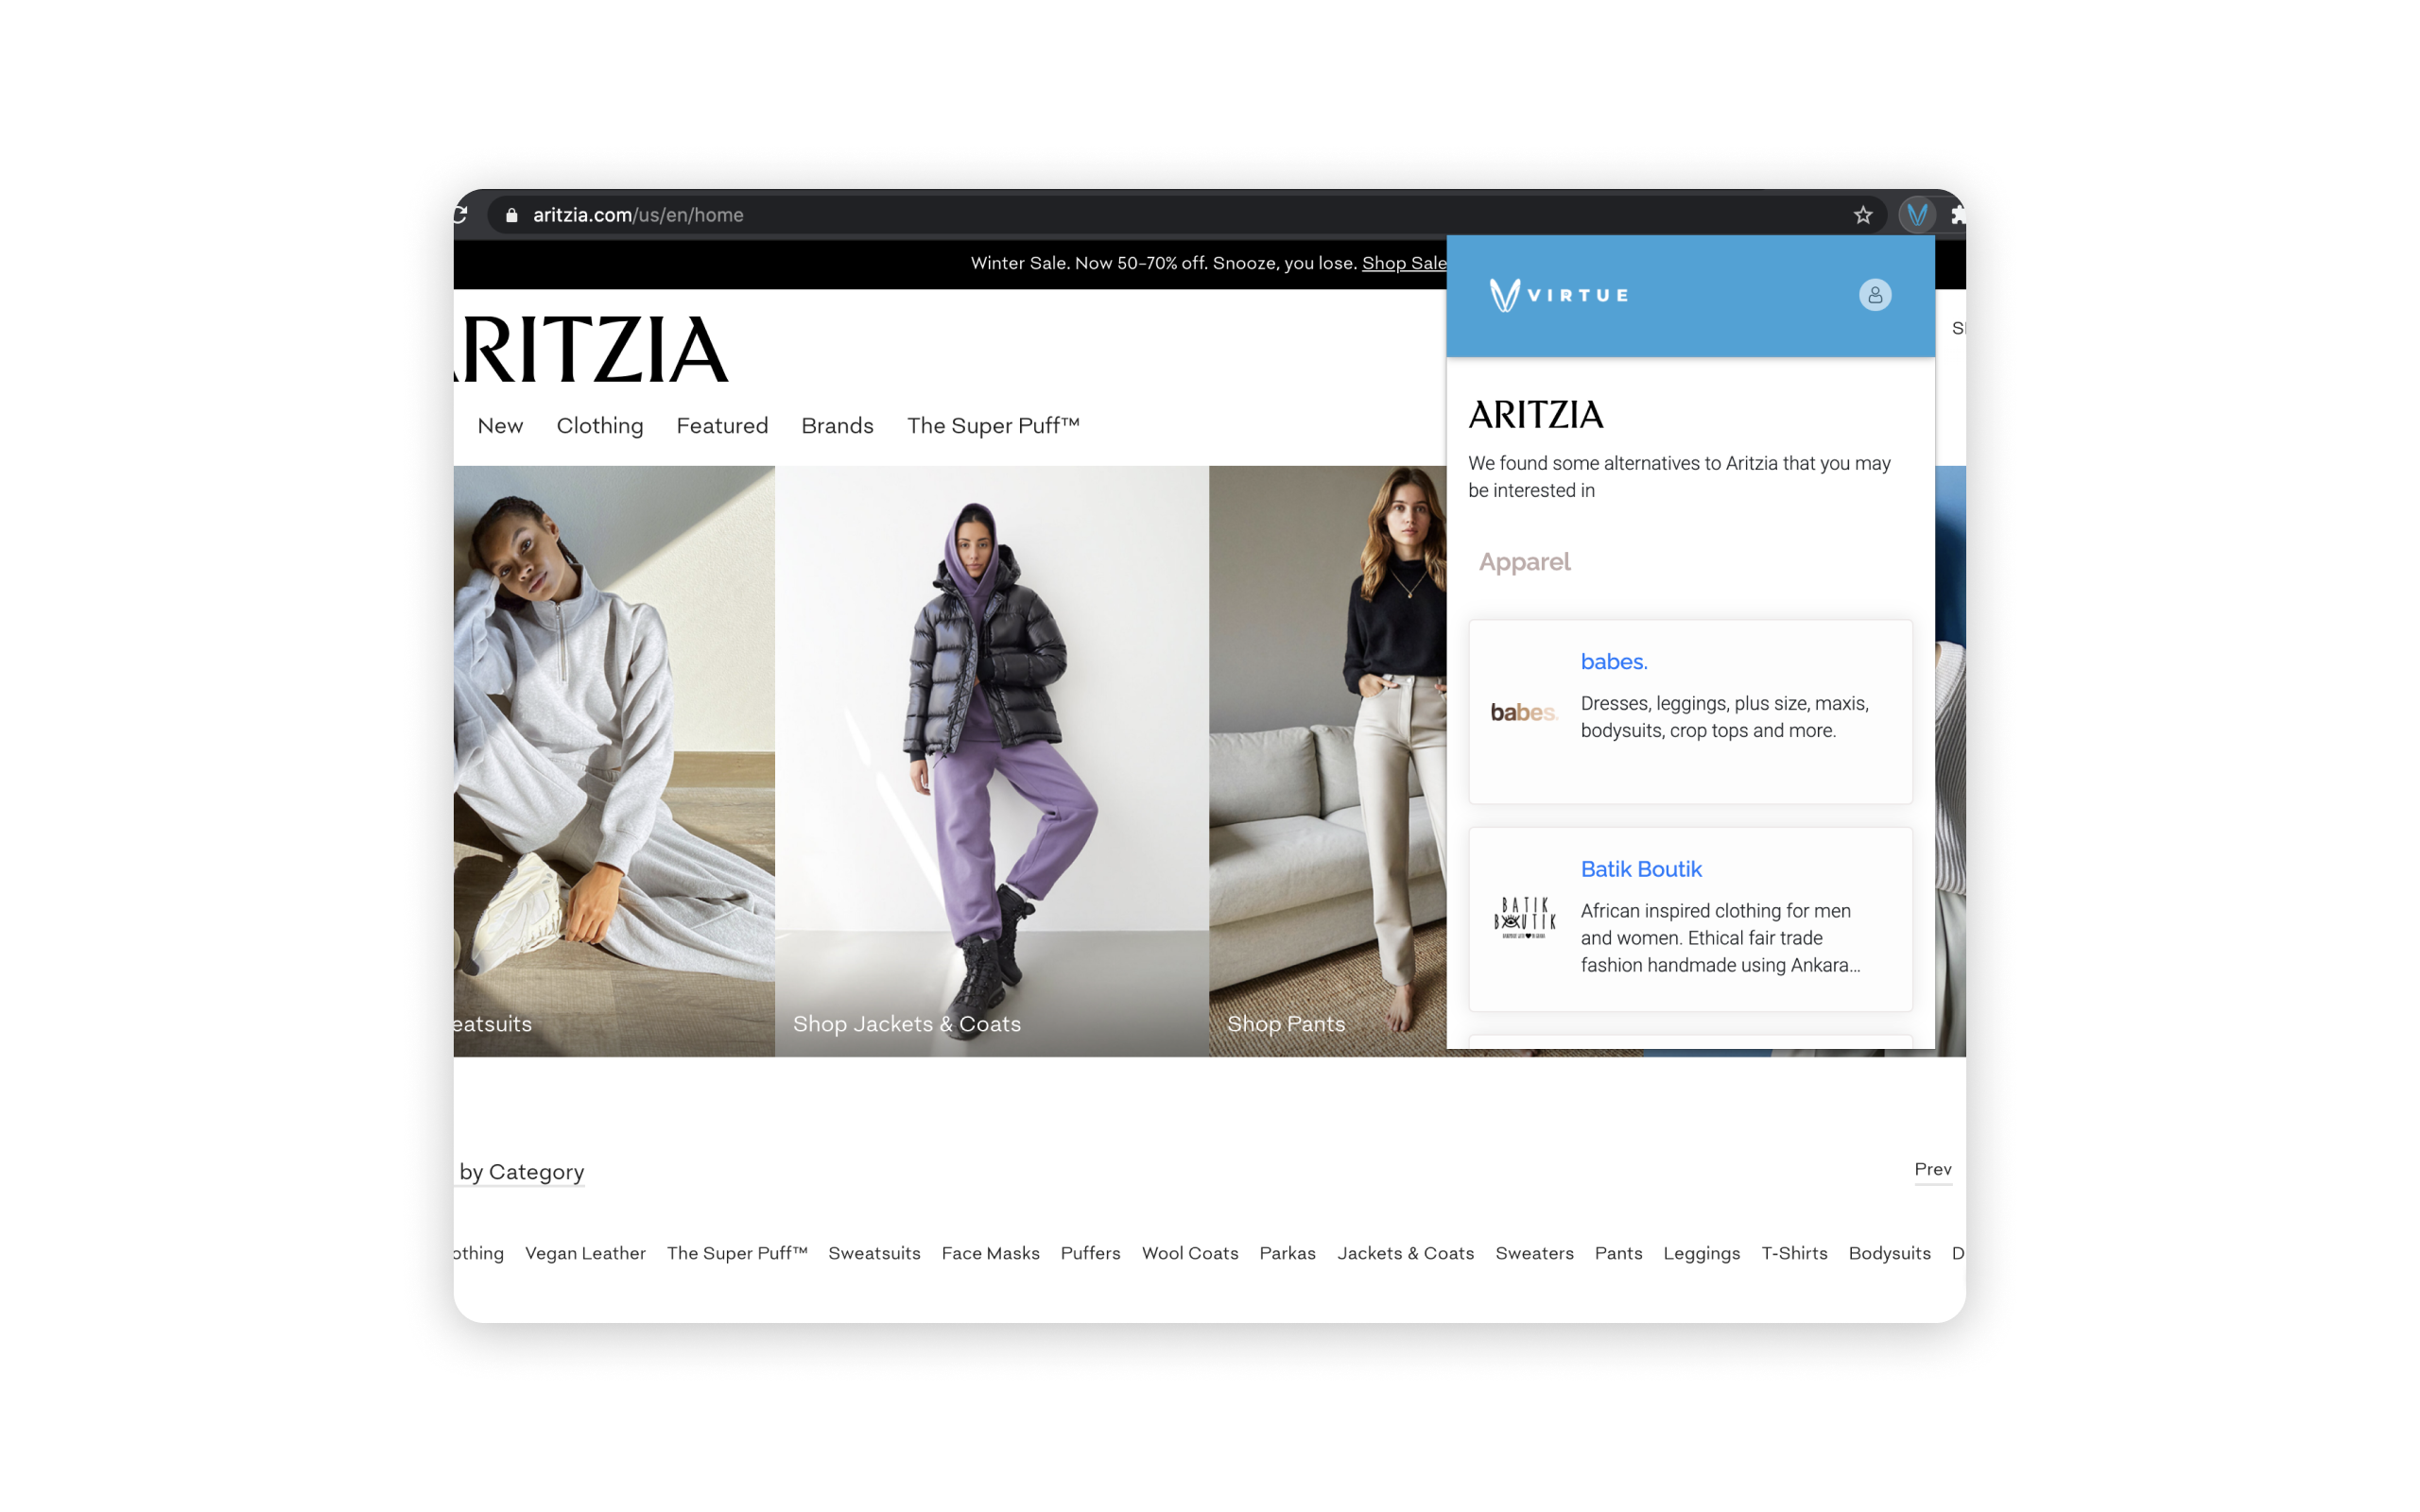 aritzia.com/us/en/home
Winter Sale. Now 50-70% off. Snooze, you lose. Shop Sale
VIRTUE
ARITZIA
New Clothing Featured Brands The Super Puff™
ARITZIA
We found some alternatives to Aritzia that you may
be interested in
Apparel
babes.
babes.
Dresses, leggings, plus size, maxis,
bodysuits, crop tops and more.
BATIK
BOUTIK
Batik Boutik
African inspired clothing for men
and women. Ethical fair trade
fashion handmade using Ankara...
eatsuits
Shop Jackets & Coats
Shop Pants
by Category
Prev
othing Vegan Leather The Super Puff™ Sweatsuits Face Masks Puffers Wool Coats Parkas Jackets & Coats Sweaters Pants Leggings T-Shirts Bodysuits D